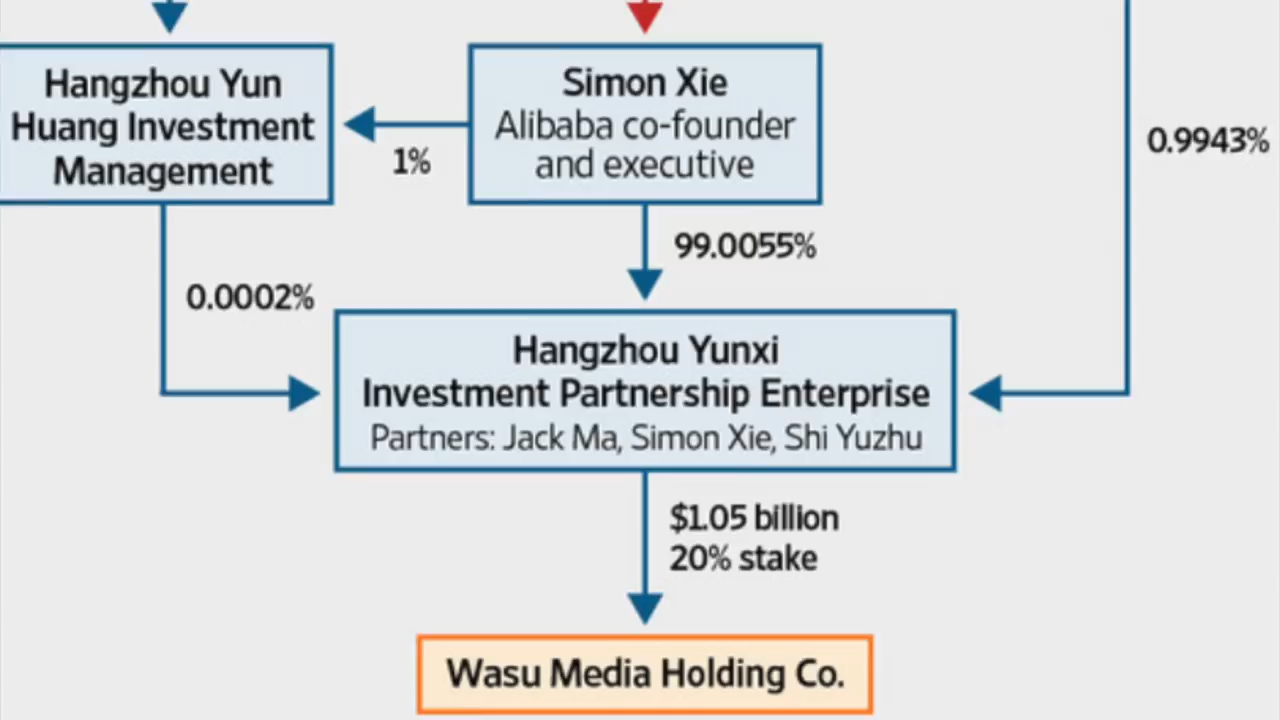 Hangzhou Yun
Huang Investment
Management
1%
Simon Xie
Alibaba co-founder
and executive
0.9943%
99.0055%
0.0002%
Hangzhou Yunxi
Investment Partnership Enterprise
Partners: Jack Ma, Simon Xie, Shi Yuzhu
$1.05 billion
20% stake
Wasu Media Holding Co.